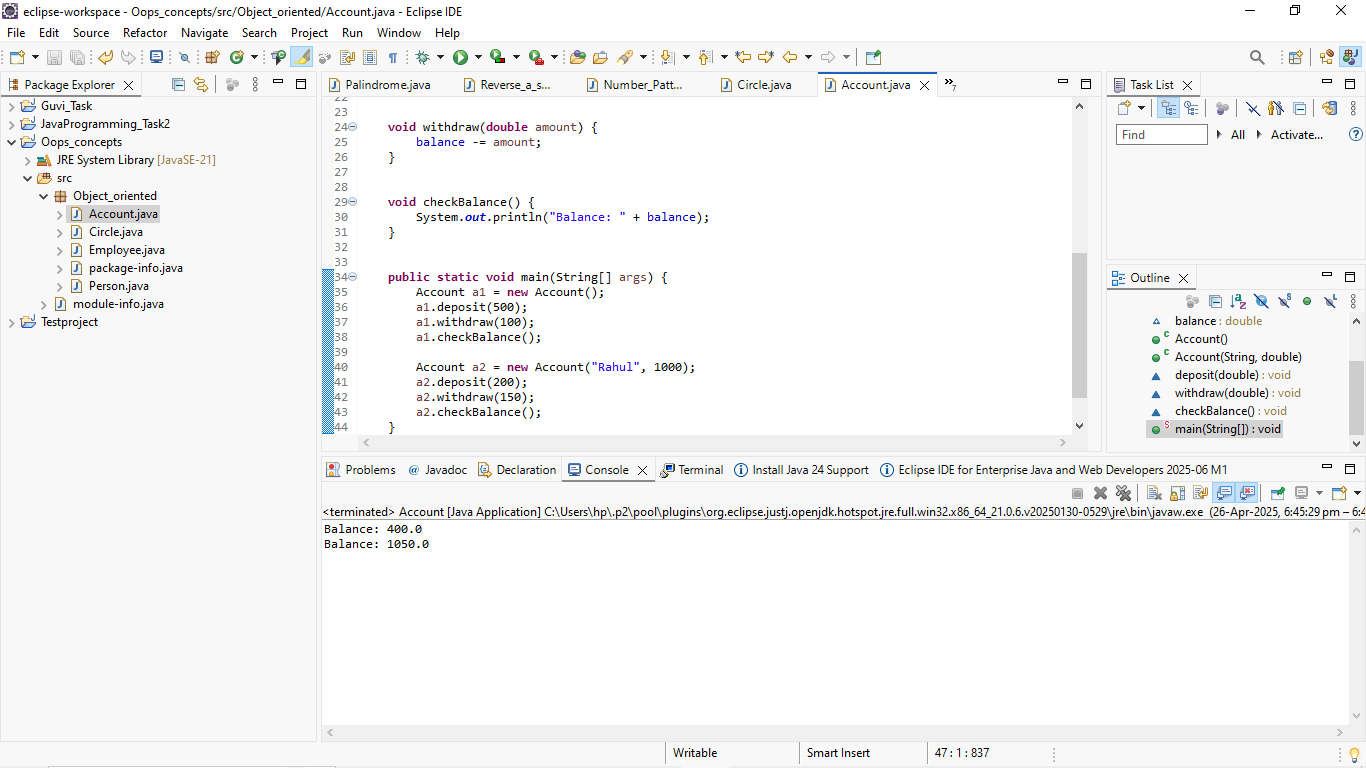 eclipse-workspace - Oops_concepts/src/Object_oriented/Account.java - Eclipse IDE
File Edit Source Refactor Navigate Search Project Run Window Help
Package Explorer
Guvi_Task
JavaProgramming_Task2
Oops_concepts
JRE System Library [JavaSE-21]
src
Object_oriented
Account.java
Circle.java
Employee.java
package-info.java
Person.java
module-info.java
Testproject
Palindrome.java Reverse_a_s... Number_Patt... Circle.java Account.java »7
22
23
24 void withdraw(double amount) {
25 balance -= amount;
26 }
27
28
29 void checkBalance() {
30 System.out.println("Balance: " + balance);
31 }
32
33
34 public static void main(String[] args) {
35 Account a1 = new Account();
36 a1.deposit(500);
37 a1.withdraw(100);
38 a1.checkBalance();
39
40 Account a2 = new Account("Rahul", 1000);
41 a2.deposit(200);
42 a2.withdraw(150);
43 a2.checkBalance();
44 }
Task List
Find All Activate...
Outline
balance : double
Account()
Account(String, double)
deposit(double) : void
withdraw(double) : void
checkBalance() : void
main(String[]) : void
Problems Javadoc Declaration Console Terminal Install Java 24 Support Eclipse IDE for Enterprise Java and Web Developers 2025-06 M1
<terminated> Account [Java Application] C:\Users\hp\.p2\pool\plugins\org.eclipse.justj.openjdk.hotspot.jre.full.win32.x86_64_21.0.6.v20250130-0529\jre\bin\javaw.exe (26-Apr-2025, 6:45:29 pm – 6:4
Balance: 400.0
Balance: 1050.0
Writable Smart Insert 47 : 1 : 837